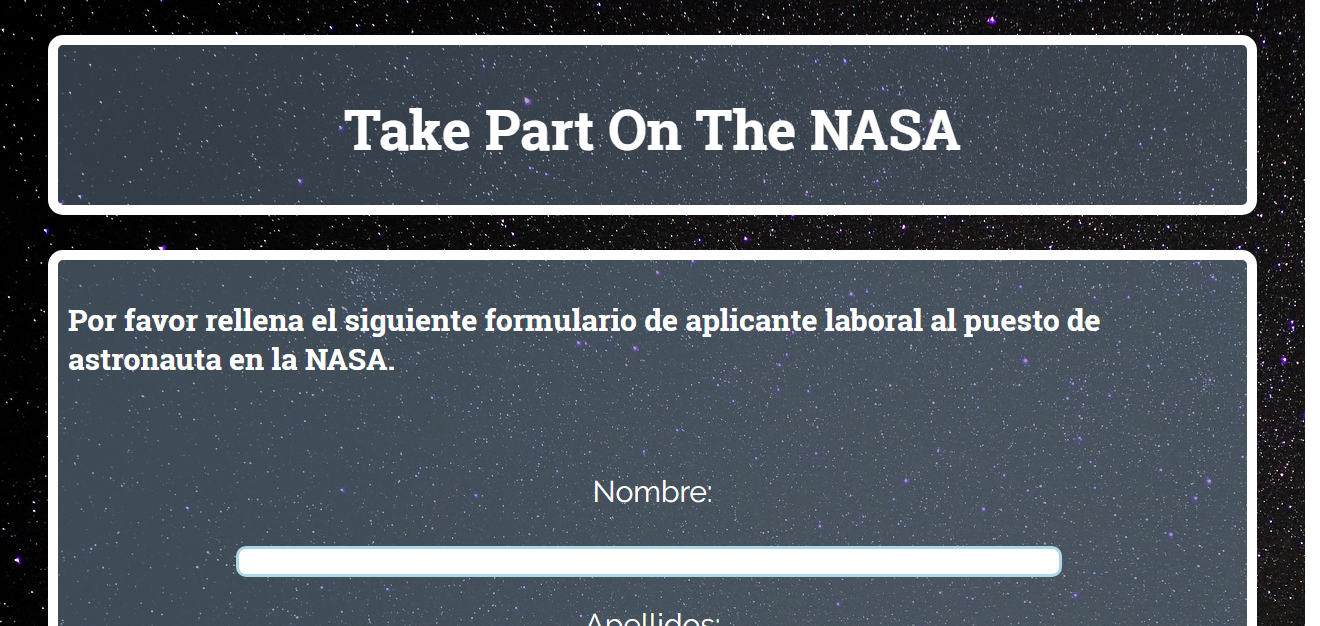 Take Part On The NASA
Por favor rellena el siguiente formulario de aplicante laboral al puesto de
astronauta en la NASA.
Nombre:
Apellidos: